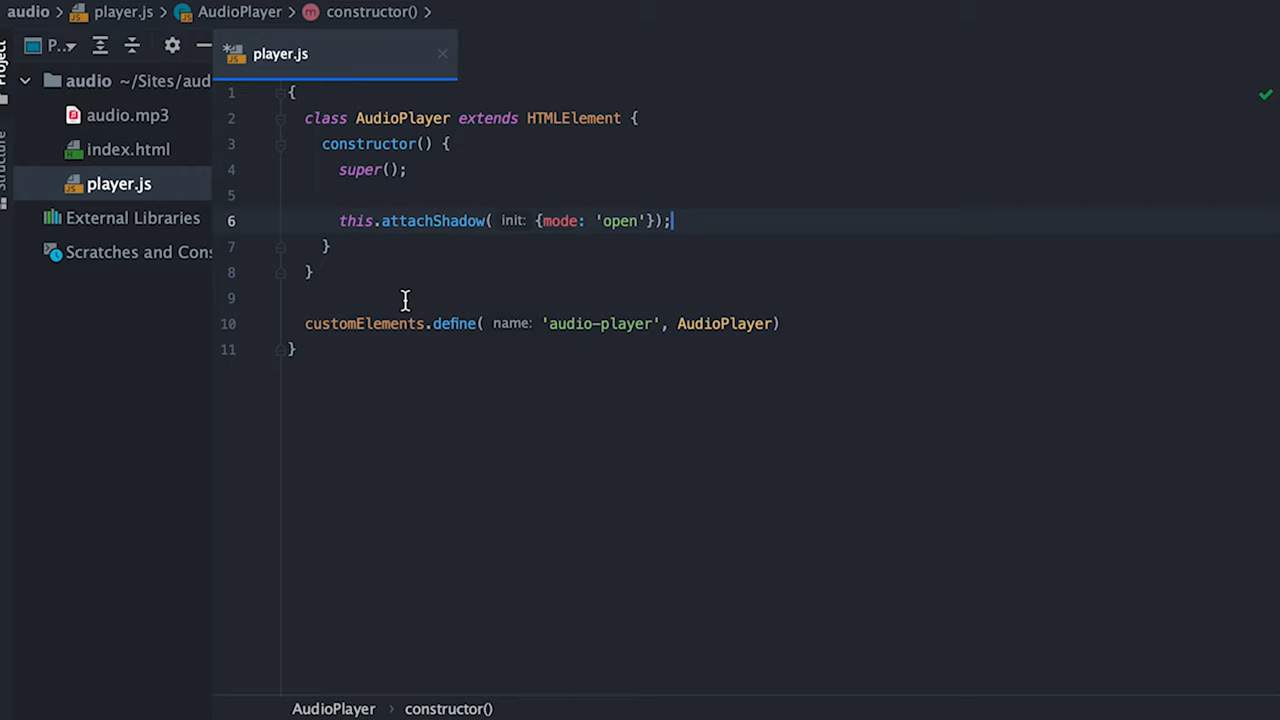 audio player.js AudioPlayer m constructor()
Project P..
player.js
audio ~/Sites/aud
audio.mp3
index.html
player.js
External Libraries
Scratches and Cons
Structure
1 {
2 class AudioPlayer extends HTMLElement {
3 constructor() {
4 super();
5
6 this.attachShadow( init: {mode: 'open'});
7 }
8 }
9
10 customElements.define( name: 'audio-player', AudioPlayer)
11 }
AudioPlayer › constructor()